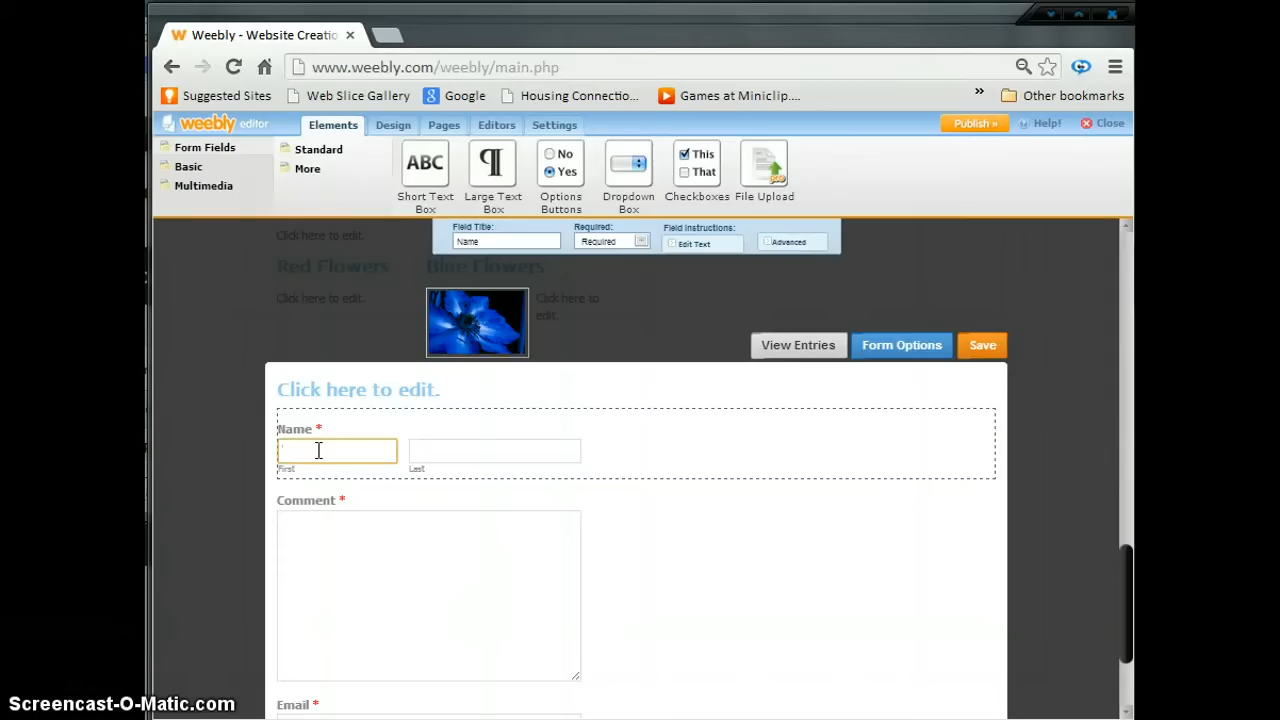 W Weebly - Website Creatio
www.weebly.com/weebly/main.php
Suggested Sites Web Slice Gallery Google Housing Connectio... Games at Miniclip.... » Other bookmarks
weebly editor Elements Design Pages Editors Settings Publish » Help! Close
Form Fields
Basic
Multimedia
Standard
More
ABC ¶ No Yes This That pro
Short Text Box
Large Text Box
Options Buttons
Dropdown Box
Checkboxes
File Upload
Field Title: Required: Field Instructions:
Name Required Edit Text Advanced
Click here to edit.
Red Flowers Blue Flowers
Click here to edit.
Click here to
edit.
View Entries Form Options Save
Click here to edit.
Name *
First Last
Comment *
Email *
Screencast-O-Matic.com